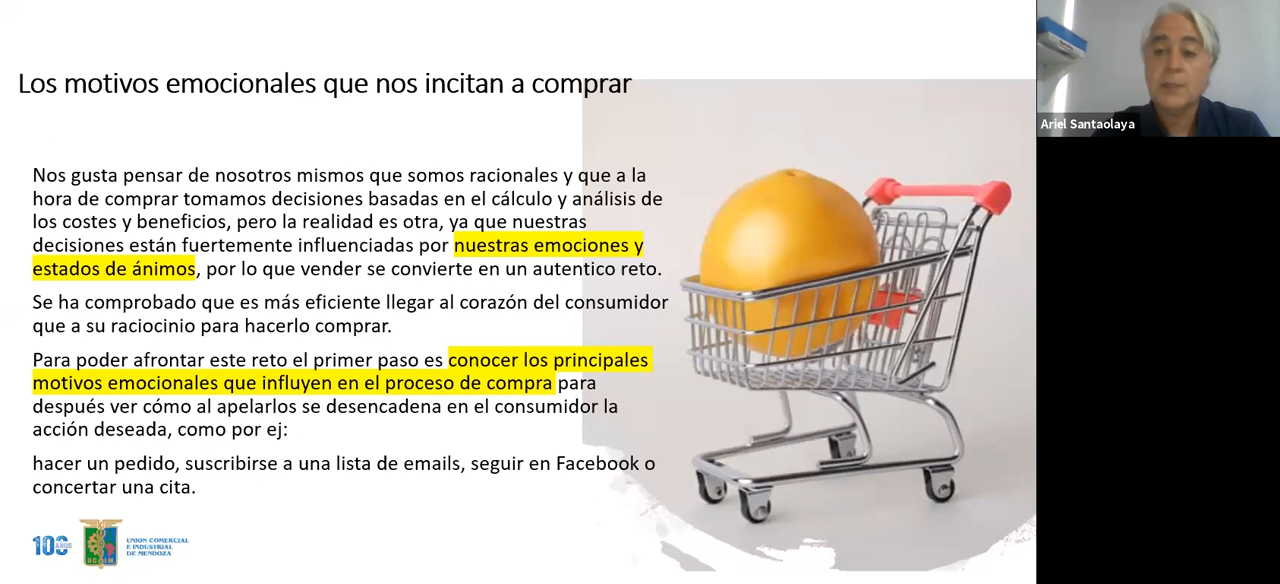 Los motivos emocionales que nos incitan a comprar
Nos gusta pensar de nosotros mismos que somos racionales y que a la
hora de comprar tomamos decisiones basadas en el cálculo y análisis de
los costes y beneficios, pero la realidad es otra, ya que nuestras
decisiones están fuertemente influenciadas por nuestras emociones y
estados de ánimos, por lo que vender se convierte en un autentico reto.
Se ha comprobado que es más eficiente llegar al corazón del consumidor
que a su raciocinio para hacerlo comprar.
Para poder afrontar este reto el primer paso es conocer los principales
motivos emocionales que influyen en el proceso de compra para
después ver cómo al apelarlos se desencadena en el consumidor la
acción deseada, como por ej:
hacer un pedido, suscribirse a una lista de emails, seguir en Facebook o
concertar una cita.
100 AÑOS
UNION COMERCIAL
E INDUSTRIAL
DE MENDOZA
Ariel Santaolaya